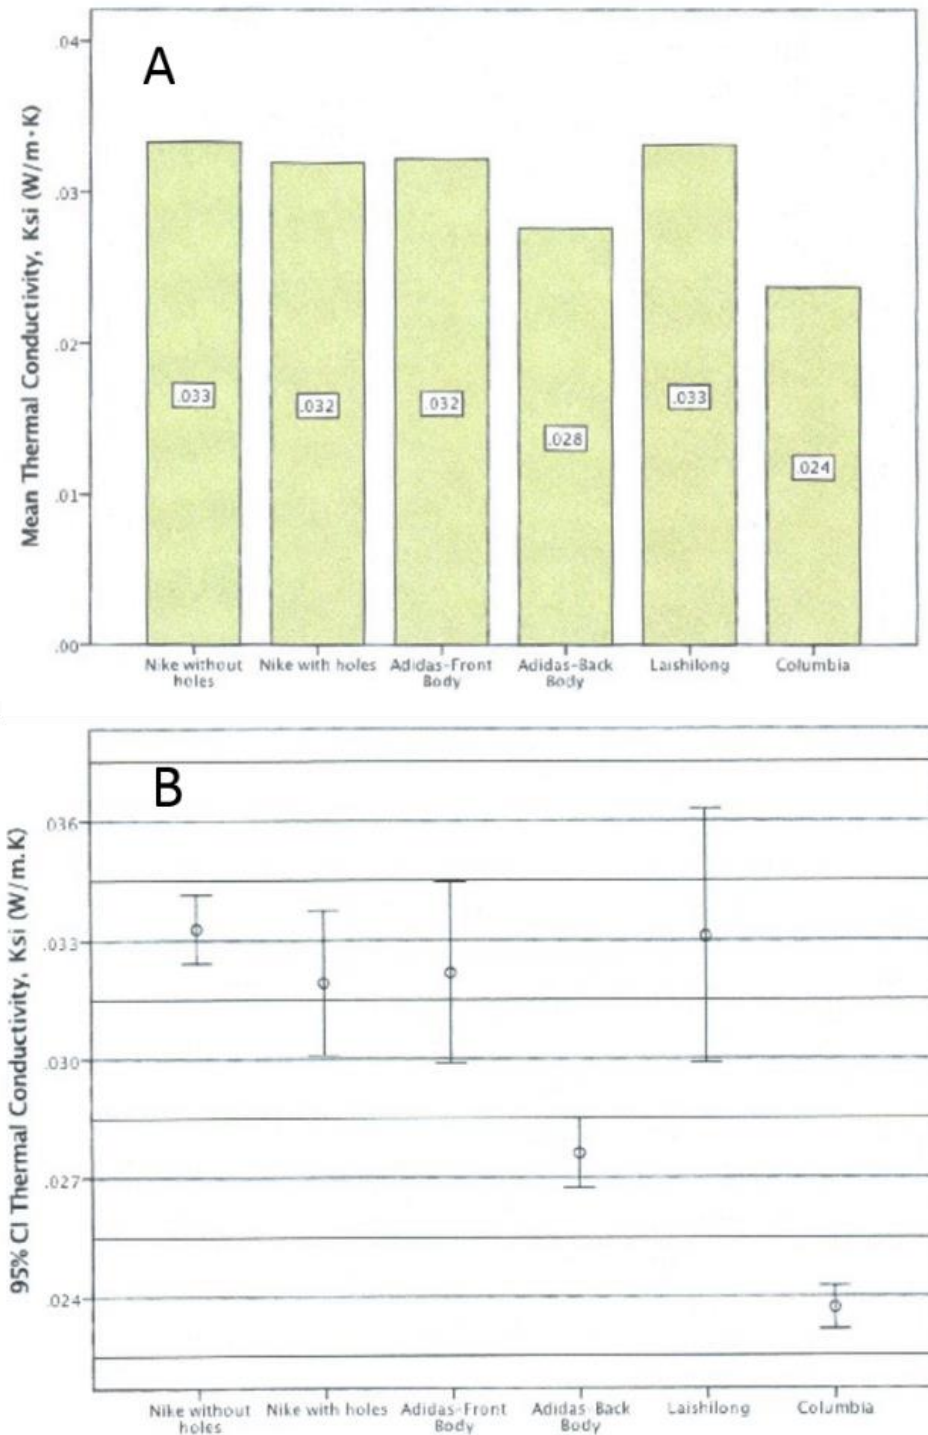 A
Mean Thermal Conductivity, Ksi (W/m·K)
.04
.03
.02
.01
.00
.033
.032
.032
.028
.033
.024
Nike without
holes
Nike with holes
Adidas-Front
Body
Adidas-Back
Body
Laishilong
Columbia
B
95% CI Thermal Conductivity, Ksi (W/m.K)
.036
.033
.030
.027
.024
Nike without
holes
Nike with holes
Adidas-Front
Body
Adidas-Back
Body
Laishilong
Columbia